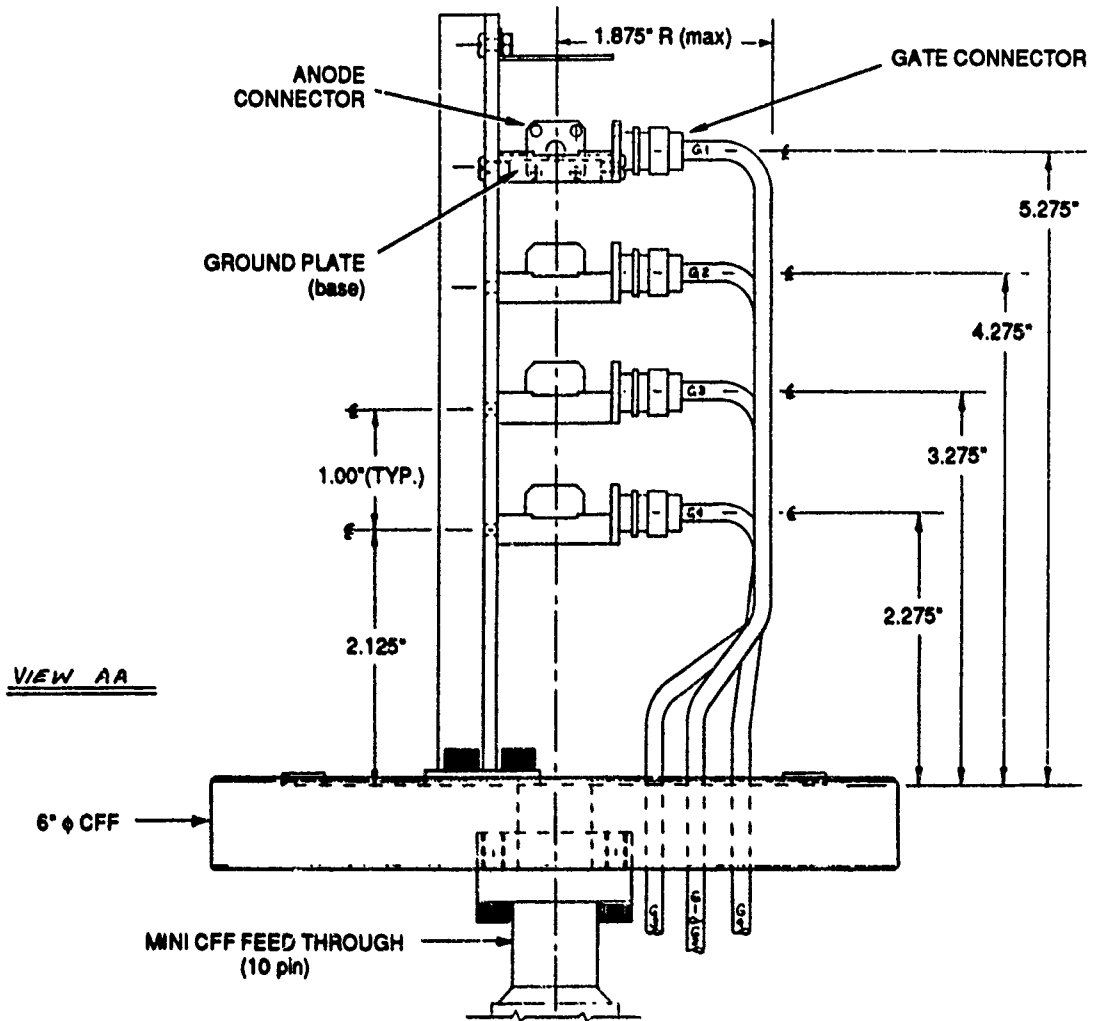 1.875" R (max)
GATE CONNECTOR
ANODE
CONNECTOR
G1
5.275"
GROUND PLATE
(base)
G2
4.275"
G3
3.275"
1.00"(TYP.)
G4
2.275"
2.125"
VIEW AA
6" ϕ CFF
MINI CFF FEED THROUGH
(10 pin)